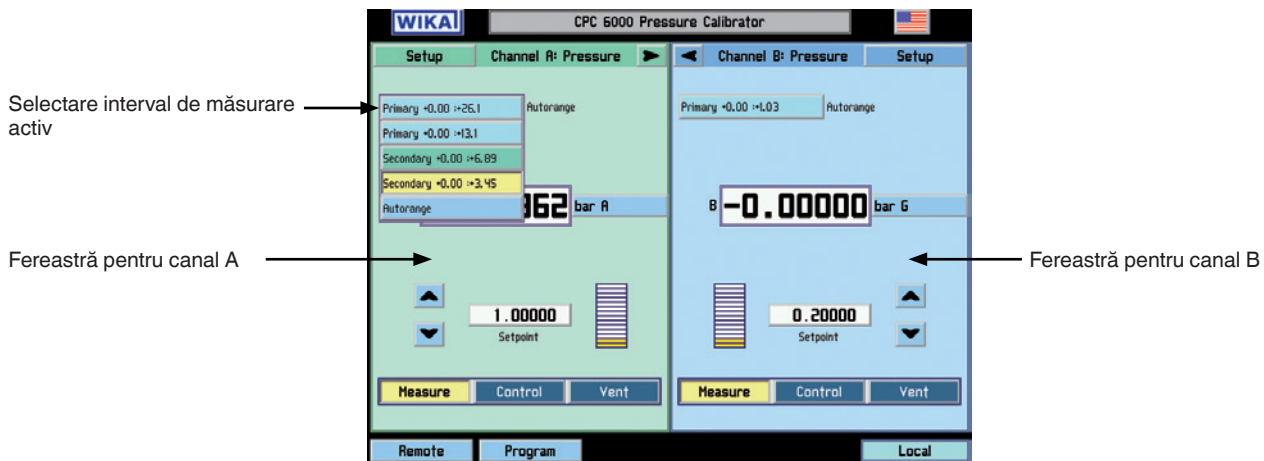 WIKA CPC 6000 Pressure Calibrator
Setup Channel A: Pressure Channel B: Pressure Setup
Selectare interval de măsurare
activ
Primary +0.00 :+26.1 Autorange
Primary +0.00 :+13.1
Secondary +0.00 :+6.89
Secondary +0.00 :+3.45
Autorange
362 bar A
Primary +0.00 :+1.03 Autorange
B -0.00000 bar G
Fereastră pentru canal A
Fereastră pentru canal B
1.00000
Setpoint
0.20000
Setpoint
Measure Control Vent
Measure Control Vent
Remote Program Local